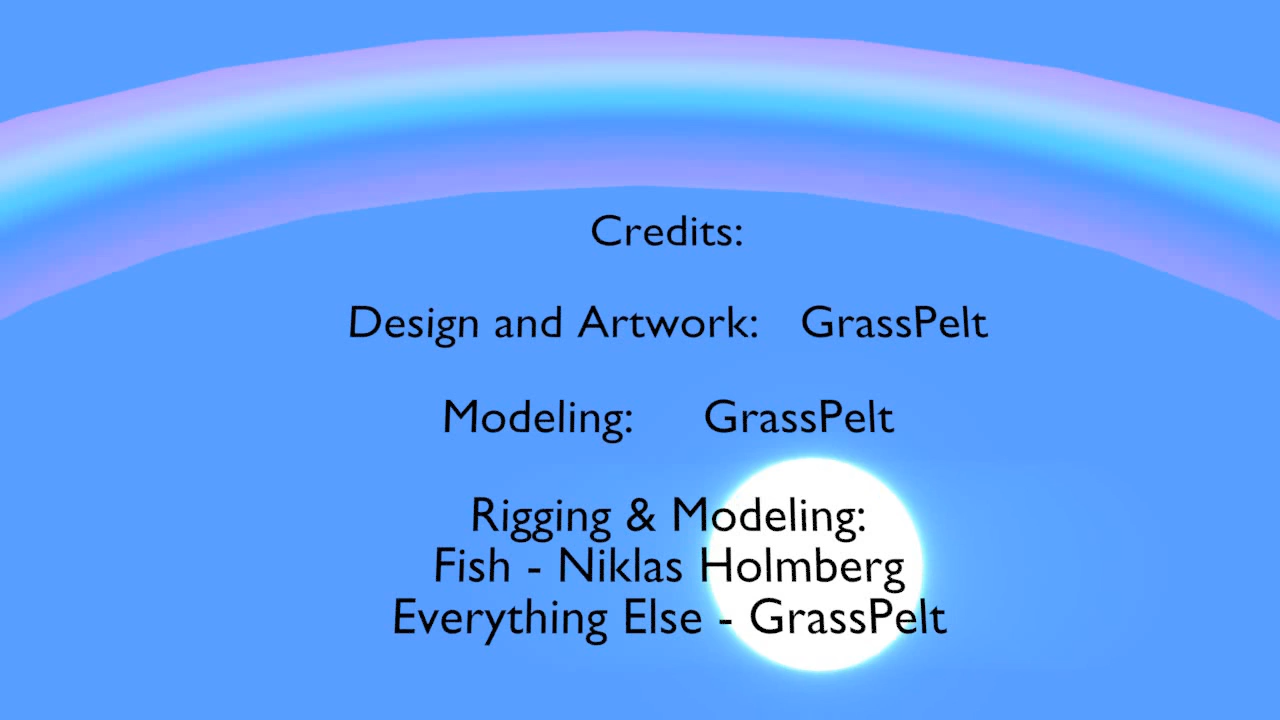 Credits:
Design and Artwork: GrassPelt
Modeling: GrassPelt
Rigging & Modeling:
Fish - Niklas Holmberg
Everything Else - GrassPelt